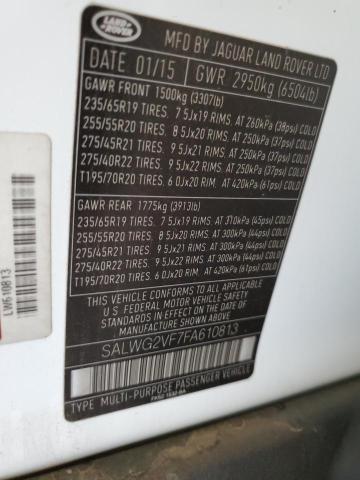 LAND
ROVER
MFD BY JAGUAR LAND ROVER LTD
DATE 01/15 GWR 2950kg (6504lb)
GAWR FRONT 1500kg (3307lb)
235/65R19 TIRES. 7 5Jx19 RIMS. AT 260kPa (38psi) COLD
255/55R20 TIRES. 8 5Jx20 RIMS. AT 250kPa (37psi) COLD
275/45R21 TIRES. 9 5Jx21 RIMS. AT 250kPa (37psi) COLD
275/40R22 TIRES. 9 5Jx22 RIMS. AT 250kPa (37psi) COLD
T195/70R20 TIRES. 6 0Jx20 RIM. AT 420kPa (61psi) COLD
GAWR REAR 1775kg (3913lb)
235/65R19 TIRES. 7 5Jx19 RIMS. AT 310kPa (45psi) COLD
255/55R20 TIRES. 8 5Jx20 RIMS. AT 300kPa (44psi) COLD
275/45R21 TIRES. 9 5Jx21 RIMS. AT 300kPa (44psi) COLD
275/40R22 TIRES. 9 5Jx22 RIMS. AT 300kPa (44psi) COLD
T195/70R20 TIRES. 6 0Jx20 RIM. AT 420kPa (61psi) COLD
THIS VEHICLE CONFORMS TO ALL APPLICABLE
U S FEDERAL MOTOR VEHICLE SAFETY
STANDARDS IN EFFECT ON THE DATE OF
MANUFACTURE SHOWN ABOVE
SALWG2VF7FA610813
TYPE MULTI-PURPOSE PASSENGER VEHICLE
LW610813